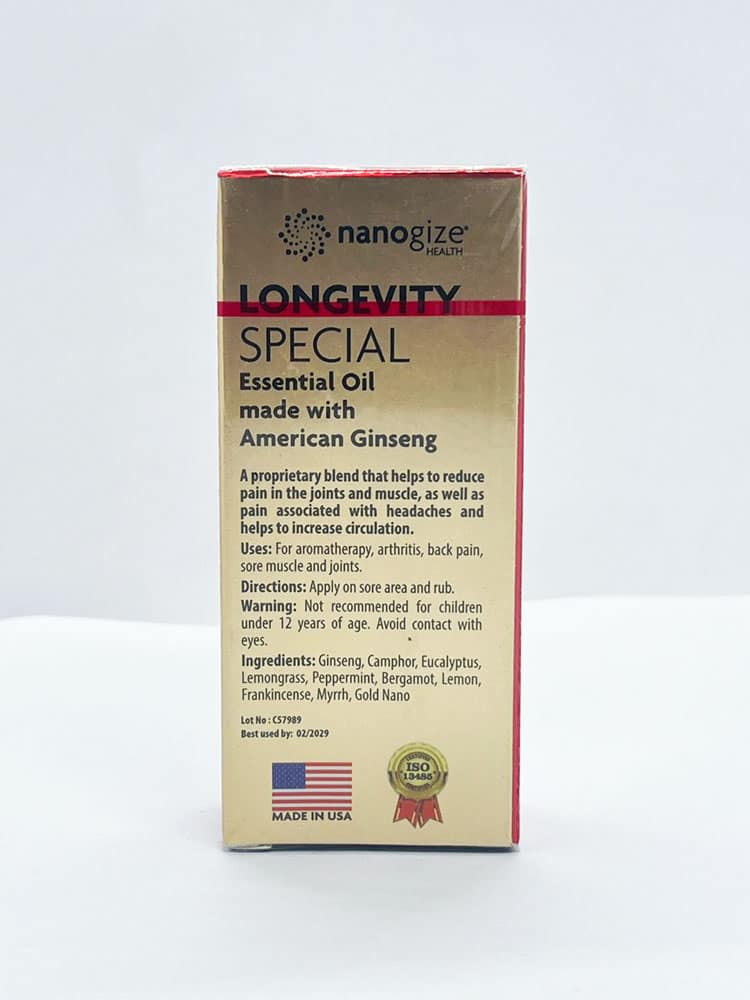 nanogize®
HEALTH
LONGEVITY
SPECIAL
Essential Oil
made with
American Ginseng
A proprietary blend that helps to reduce
pain in the joints and muscle, as well as
pain associated with headaches and
helps to increase circulation.
Uses: For aromatherapy, arthritis, back pain,
sore muscle and joints.
Directions: Apply on sore area and rub.
Warning: Not recommended for children
under 12 years of age. Avoid contact with
eyes.
Ingredients: Ginseng, Camphor, Eucalyptus,
Lemongrass, Peppermint, Bergamot, Lemon,
Frankincense, Myrrh, Gold Nano
Lot No : C57989
Best used by: 02/2029
MADE IN USA
CERTIFIED
ISO
13485